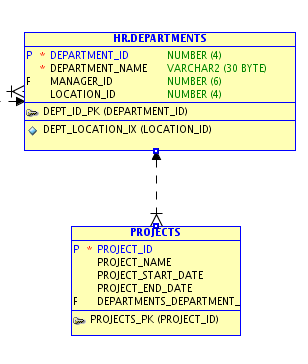 HR.DEPARTMENTS
P * DEPARTMENT_ID NUMBER (4)
* DEPARTMENT_NAME VARCHAR2 (30 BYTE)
F MANAGER_ID NUMBER (6)
LOCATION_ID NUMBER (4)
DEPT_ID_PK (DEPARTMENT_ID)
DEPT_LOCATION_IX (LOCATION_ID)
PROJECTS
P * PROJECT_ID
PROJECT_NAME
PROJECT_START_DATE
PROJECT_END_DATE
F DEPARTMENTS_DEPARTMENT_
PROJECTS_PK (PROJECT_ID)